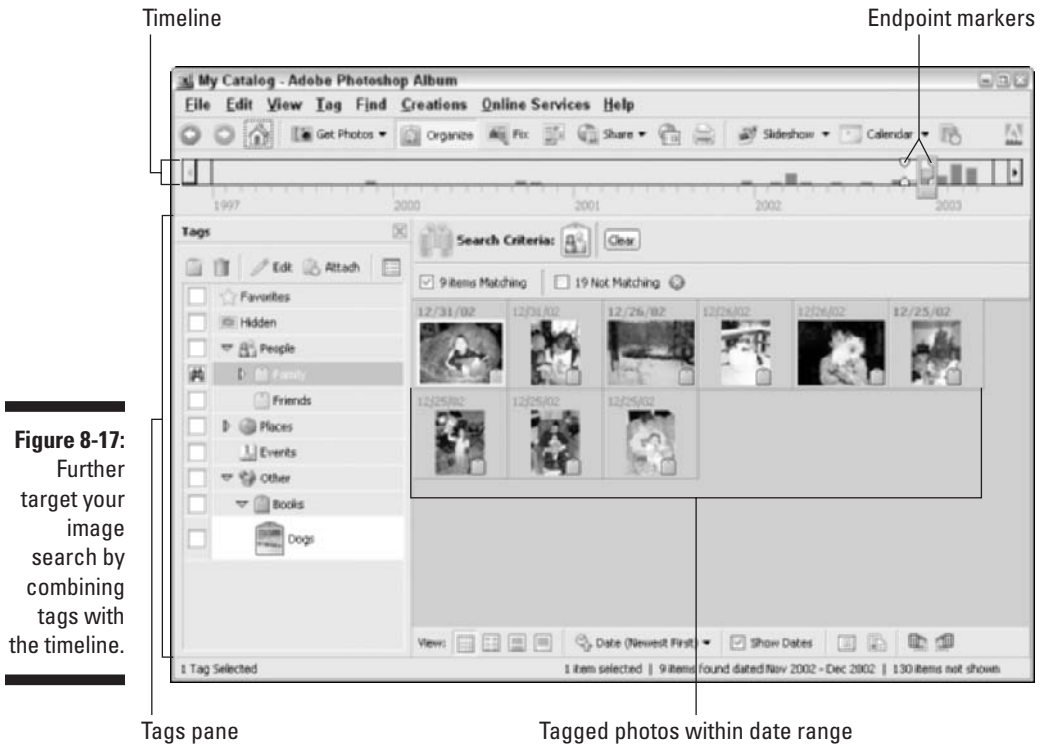 Timeline
Endpoint markers
My Catalog - Adobe Photoshop Album
File Edit View Tag Find Creations Online Services Help
Get Photos Organize Fix Share Slideshow Calendar
1997 2000 2001 2002 2003
Tags
Search Criteria: Clear
Edit Attach
9 items Matching 19 Not Matching
Favorites
Hidden
People
Family
Friends
Places
Events
Other
Books
Dogs
12/31/02 12/31/02 12/26/02 12/26/02 12/26/02 12/25/02
12/25/02 12/25/02 12/25/02
View: Date (Newest First) Show Dates
1 Tag Selected
1 item selected | 9 items found dated Nov 2002 - Dec 2002 | 130 items not shown
Figure 8-17:
Further
target your
image
search by
combining
tags with
the timeline.
Tags pane
Tagged photos within date range